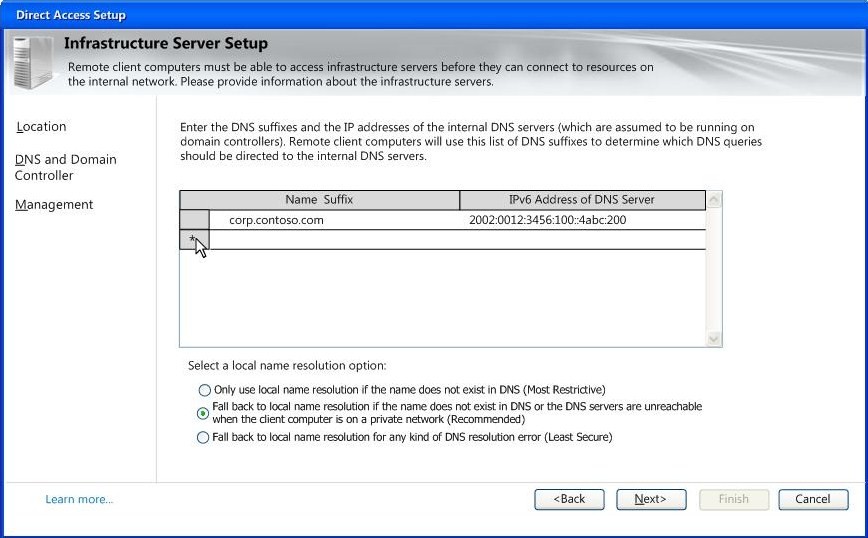 Direct Access Setup
Infrastructure Server Setup
Remote client computers must be able to access infrastructure servers before they can connect to resources on
the internal network. Please provide information about the infrastructure servers.
Location
DNS and Domain
Controller
Management
Enter the DNS suffixes and the IP addresses of the internal DNS servers (which are assumed to be running on
domain controllers). Remote client computers will use this list of DNS suffixes to determine which DNS queries
should be directed to the internal DNS servers.
Name Suffix IPv6 Address of DNS Server
corp.contoso.com 2002:0012:3456:100::4abc:200
*
Select a local name resolution option:
Only use local name resolution if the name does not exist in DNS (Most Restrictive)
Fall back to local name resolution if the name does not exist in DNS or the DNS servers are unreachable
when the client computer is on a private network (Recommended)
Fall back to local name resolution for any kind of DNS resolution error (Least Secure)
Learn more... <Back Next> Finish Cancel